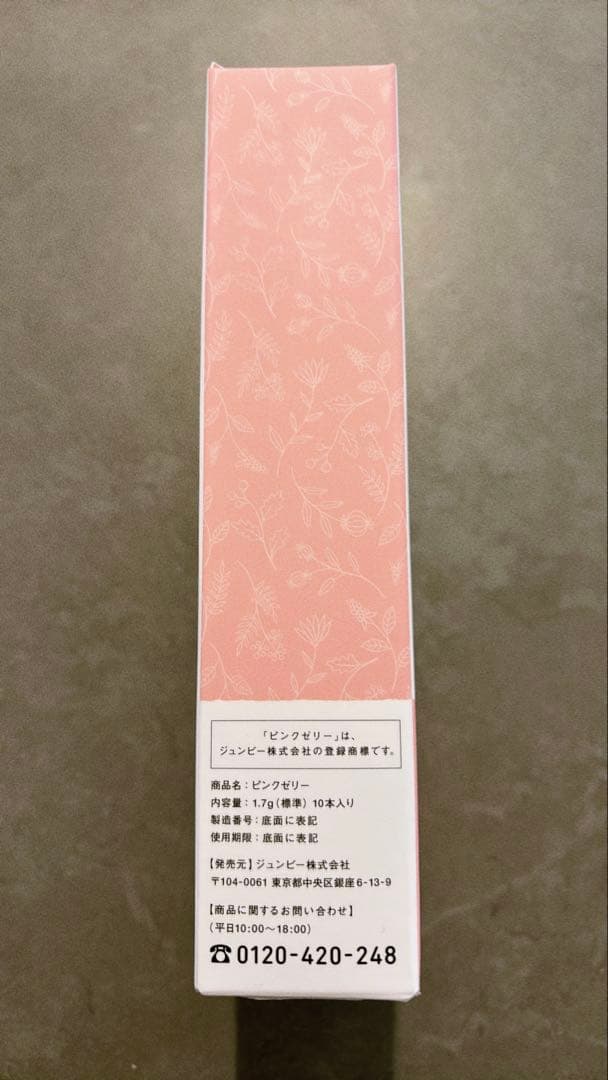 「ピンクゼリー」は、
ジュンビー株式会社の登録商標です。
商品名：ピンクゼリー
内容量：1.7g（標準）10本入り
製造番号：底面に表記
使用期限：底面に表記
【発売元】ジュンビー株式会社
〒104-0061 東京都中央区銀座6-13-9
【商品に関するお問い合わせ】
（平日10:00～18:00）
☎0120-420-248